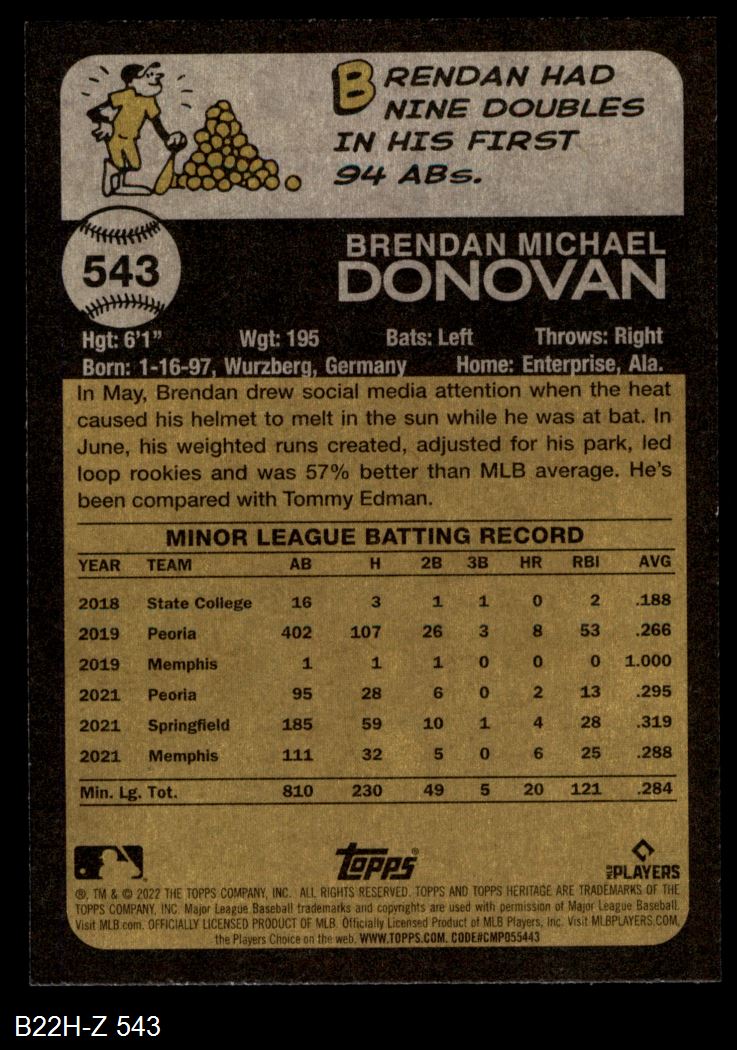 BRENDAN HAD
NINE DOUBLES
IN HIS FIRST
94 ABs.
543
BRENDAN MICHAEL
DONOVAN
Hgt: 6'1" Wgt: 195 Bats: Left Throws: Right
Born: 1-16-97, Wurzberg, Germany Home: Enterprise, Ala.
In May, Brendan drew social media attention when the heat
caused his helmet to melt in the sun while he was at bat. In
June, his weighted runs created, adjusted for his park, led
loop rookies and was 57% better than MLB average. He's
been compared with Tommy Edman.
MINOR LEAGUE BATTING RECORD
YEAR TEAM AB H 2B 3B HR RBI AVG
2018 State College 16 3 1 1 0 2 .188
2019 Peoria 402 107 26 3 8 53 .266
2019 Memphis 1 1 1 0 0 0 1.000
2021 Peoria 95 28 6 0 2 13 .295
2021 Springfield 185 59 10 1 4 28 .319
2021 Memphis 111 32 5 0 6 25 .288
Min. Lg. Tot. 810 230 49 5 20 121 .284
TOPPS® MLB PLAYERS
®, TM & © 2022 THE TOPPS COMPANY, INC. ALL RIGHTS RESERVED. TOPPS AND TOPPS HERITAGE ARE TRADEMARKS OF THE
TOPPS COMPANY, INC. Major League Baseball trademarks and copyrights are used with permission of Major League Baseball.
Visit MLB.com. OFFICIALLY LICENSED PRODUCT OF MLB. Officially Licensed Product of MLB Players, Inc. Visit MLBPLAYERS.COM,
the Players Choice on the web. WWW.TOPPS.COM. CODE#CMP055443
B22H-Z 543